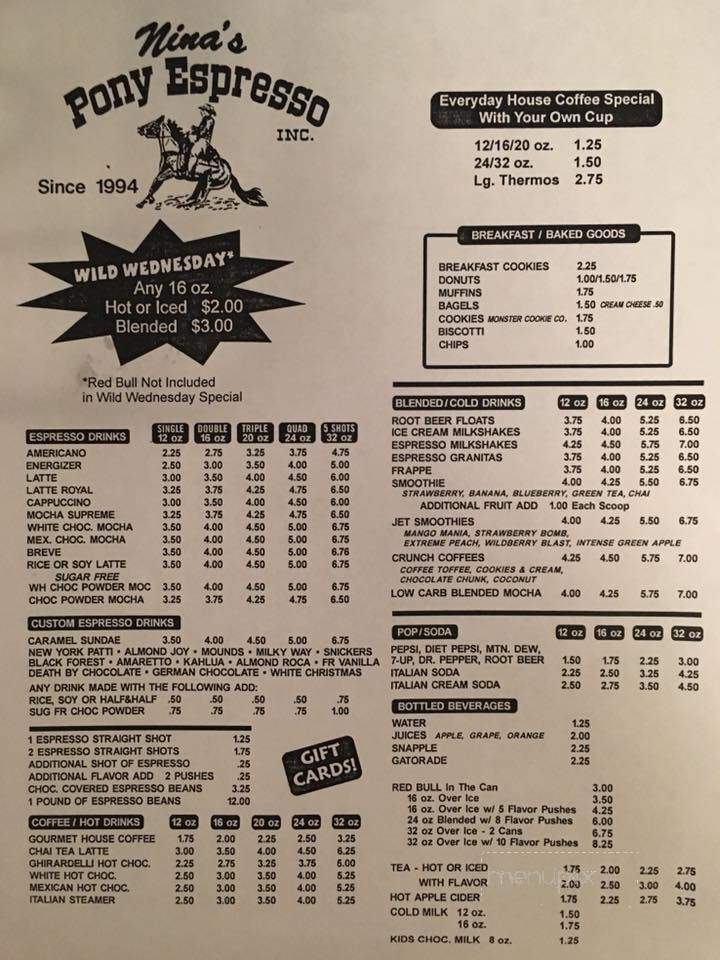 Nina's
Pony Espresso
INC.
Since 1994
WILD WEDNESDAY*
Any 16 oz.
Hot or Iced $2.00
Blended $3.00
*Red Bull Not Included
in Wild Wednesday Special
ESPRESSO DRINKS SINGLE 12 oz DOUBLE 16 oz TRIPLE 20 oz QUAD 24 oz 5 SHOTS 32 oz
AMERICANO 2.25 2.75 3.25 3.75 4.75
ENERGIZER 2.50 3.00 3.50 4.00 5.00
LATTE 3.00 3.50 4.00 4.50 6.00
LATTE ROYAL 3.25 3.75 4.25 4.75 6.50
CAPPUCCINO 3.00 3.50 4.00 4.50 6.00
MOCHA SUPREME 3.25 3.75 4.25 4.75 6.50
WHITE CHOC. MOCHA 3.50 4.00 4.50 5.00 6.75
MEX. CHOC. MOCHA 3.50 4.00 4.50 5.00 6.75
BREVE 3.50 4.00 4.50 5.00 6.76
RICE OR SOY LATTE 3.50 4.00 4.50 5.00 6.75
SUGAR FREE
WH CHOC POWDER MOC 3.50 4.00 4.50 5.00 6.75
CHOC POWDER MOCHA 3.25 3.75 4.25 4.75 6.50
CUSTOM ESPRESSO DRINKS
CARAMEL SUNDAE 3.50 4.00 4.50 5.00 6.75
NEW YORK PATTI • ALMOND JOY • MOUNDS • MILKY WAY • SNICKERS
BLACK FOREST • AMARETTO • KAHLUA • ALMOND ROCA • FR VANILLA
DEATH BY CHOCOLATE • GERMAN CHOCOLATE • WHITE CHRISTMAS
ANY DRINK MADE WITH THE FOLLOWING ADD:
RICE, SOY OR HALF&HALF .50 .50 .50 .50 .75
SUG FR CHOC POWDER .75 .75 .75 .75 1.00
1 ESPRESSO STRAIGHT SHOT 1.25
2 ESPRESSO STRAIGHT SHOTS 1.75
ADDITIONAL SHOT OF ESPRESSO .25
ADDITIONAL FLAVOR ADD 2 PUSHES .25
CHOC. COVERED ESPRESSO BEANS 3.25
1 POUND OF ESPRESSO BEANS 12.00
GIFT
CARDS!
COFFEE / HOT DRINKS 12 oz 16 oz 20 oz 24 oz 32 oz
GOURMET HOUSE COFFEE 1.75 2.00 2.25 2.50 3.25
CHAI TEA LATTE 3.00 3.50 4.00 4.50 6.25
GHIRARDELLI HOT CHOC. 2.25 2.75 3.25 3.75 5.00
WHITE HOT CHOC. 2.50 3.00 3.50 4.00 5.25
MEXICAN HOT CHOC. 2.50 3.00 3.50 4.00 5.25
ITALIAN STEAMER 2.50 3.00 3.50 4.00 5.25
Everyday House Coffee Special
With Your Own Cup
12/16/20 oz. 1.25
24/32 oz. 1.50
Lg. Thermos 2.75
BREAKFAST / BAKED GOODS
BREAKFAST COOKIES 2.25
DONUTS 1.00/1.50/1.75
MUFFINS 1.75
BAGELS 1.50 CREAM CHEESE .50
COOKIES MONSTER COOKIE CO. 1.75
BISCOTTI 1.50
CHIPS 1.00
BLENDED / COLD DRINKS 12 oz 16 oz 24 oz 32 oz
ROOT BEER FLOATS 3.75 4.00 5.25 6.50
ICE CREAM MILKSHAKES 3.75 4.00 5.25 6.50
ESPRESSO MILKSHAKES 4.25 4.50 5.75 7.00
ESPRESSO GRANITAS 3.75 4.00 5.25 6.50
FRAPPE 3.75 4.00 5.25 6.50
SMOOTHIE 4.00 4.25 5.50 6.75
STRAWBERRY, BANANA, BLUEBERRY, GREEN TEA, CHAI
ADDITIONAL FRUIT ADD 1.00 Each Scoop
JET SMOOTHIES 4.00 4.25 5.50 6.75
MANGO MANIA, STRAWBERRY BOMB,
EXTREME PEACH, WILDBERRY BLAST, INTENSE GREEN APPLE
CRUNCH COFFEES 4.25 4.50 5.75 7.00
COFFEE TOFFEE, COOKIES & CREAM,
CHOCOLATE CHUNK, COCONUT
LOW CARB BLENDED MOCHA 4.00 4.25 5.75 7.00
POP / SODA 12 oz 16 oz 24 oz 32 oz
PEPSI, DIET PEPSI, MTN. DEW,
7-UP, DR. PEPPER, ROOT BEER 1.50 1.75 2.25 3.00
ITALIAN SODA 2.25 2.50 3.25 4.25
ITALIAN CREAM SODA 2.50 2.75 3.50 4.50
BOTTLED BEVERAGES
WATER 1.25
JUICES APPLE, GRAPE, ORANGE 2.00
SNAPPLE 2.25
GATORADE 2.25
RED BULL In The Can 3.00
16 oz. Over Ice 3.50
16 oz. Over Ice w/ 5 Flavor Pushes 4.25
24 oz Blended w/ 8 Flavor Pushes 6.00
32 oz Over Ice - 2 Cans 6.75
32 oz Over Ice w/ 10 Flavor Pushes 8.25
TEA - HOT OR ICED 1.75 2.00 2.25 2.75
WITH FLAVOR 2.00 2.50 3.00 4.00
HOT APPLE CIDER 1.75 2.25 2.75 3.75
COLD MILK 12 oz. 1.50
16 oz. 1.75
KIDS CHOC. MILK 8 oz. 1.25
menupix